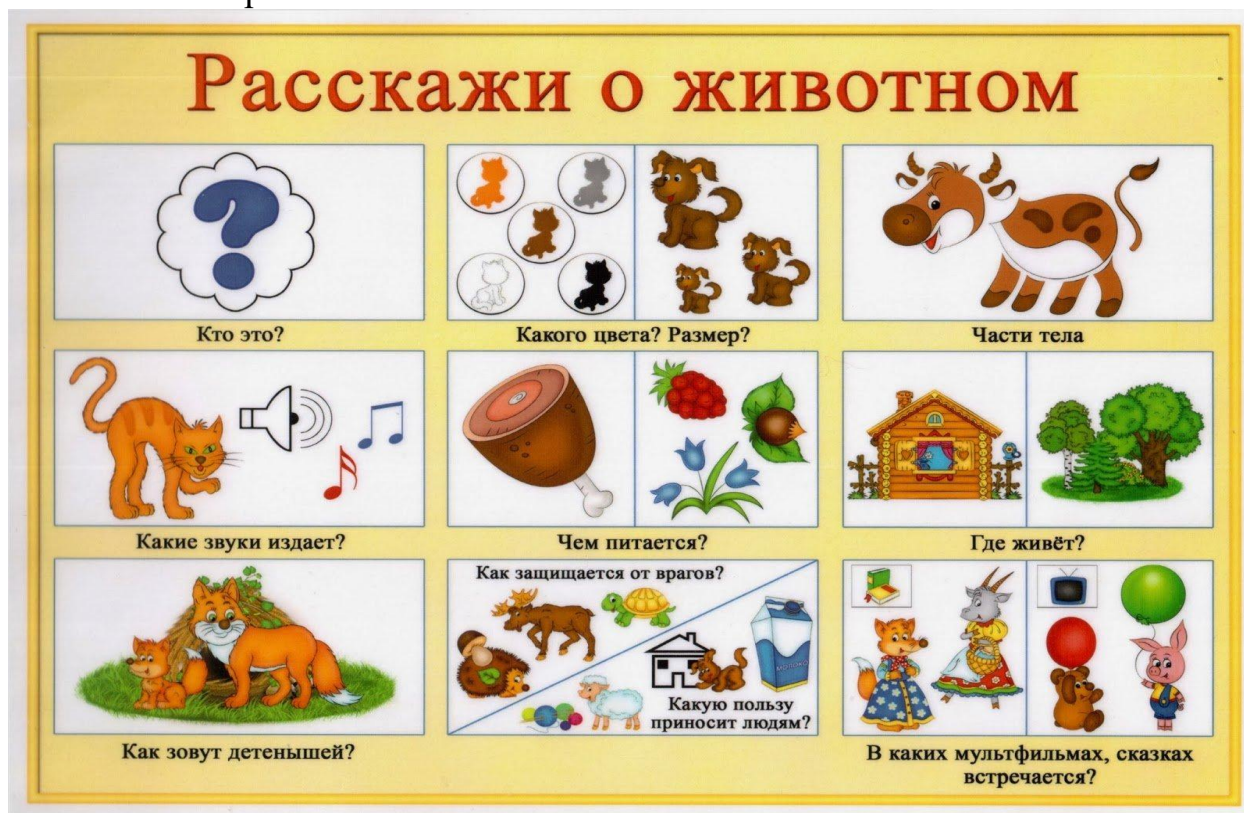 Расскажи о животном
Кто это?
Какого цвета? Размер?
Части тела
Какие звуки издает?
Чем питается?
Где живёт?
Как зовут детенышей?
Как защищается от врагов?
МОЛОКО
Какую пользу
приносит людям?
В каких мультфильмах, сказках
встречается?